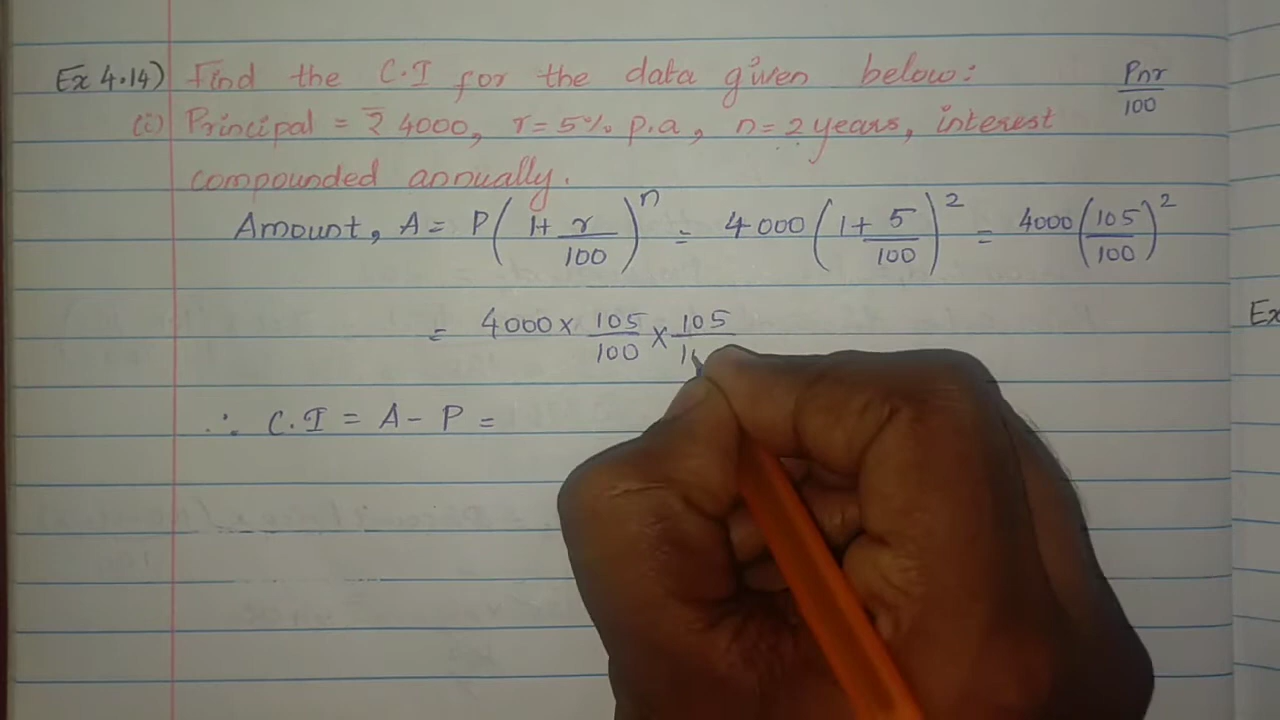 Ex 4.14) Find the C.I for the data given below:
Pnr/100
(i) Principal = ₹ 4000, r = 5% p.a, n = 2 years, interest
compounded annually.
Amount, A = P(1 + r/100)^n = 4000(1 + 5/100)^2 = 4000(105/100)^2
= 4000 × 105/100 × 105/1
∴ C.I = A - P =
Ex